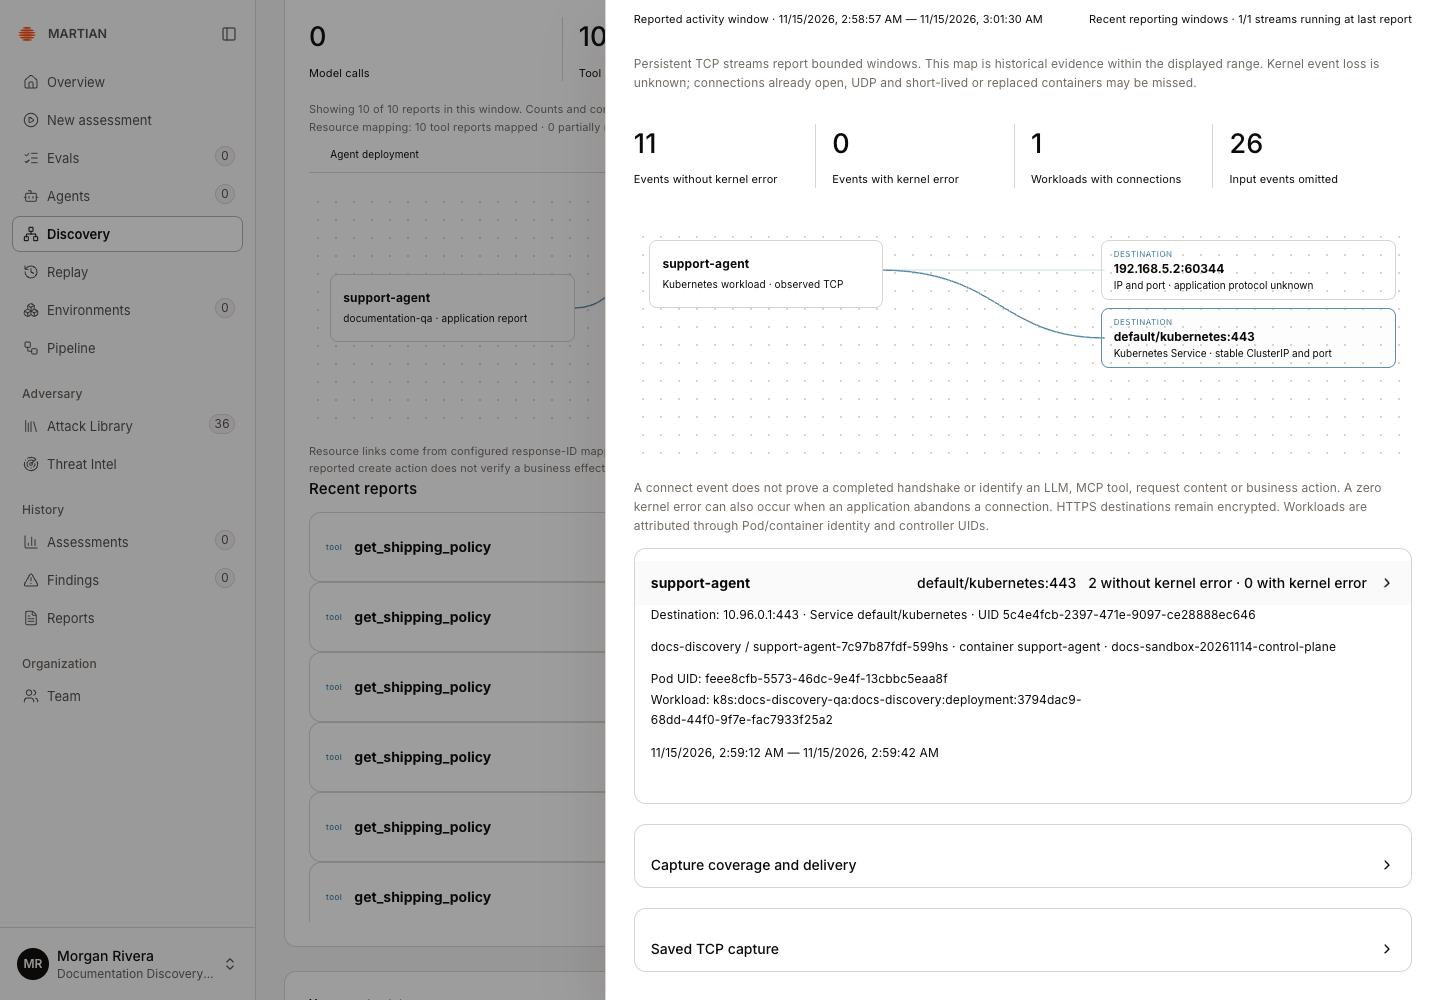 MARTIAN
Overview
New assessment
Evals 0
Agents 0
Discovery
Replay
Environments 0
Pipeline
Adversary
Attack Library 36
Threat Intel
History
Assessments 0
Findings 0
Reports
Organization
Team
MR
Morgan Rivera
Documentation Discovery...
0
Model calls
10
Tool
Showing 10 of 10 reports in this window. Counts and
Resource mapping: 10 tool reports mapped · 0 partially
Agent deployment
support-agent
documentation-qa · application report
Resource links come from configured response-ID
reported create action does not verify a business effect
Recent reports
tool get_shipping_policy
tool get_shipping_policy
tool get_shipping_policy
tool get_shipping_policy
tool get_shipping_policy
tool get_shipping_policy
Reported activity window · 11/15/2026, 2:58:57 AM — 11/15/2026, 3:01:30 AM
Recent reporting windows · 1/1 streams running at last report
Persistent TCP streams report bounded windows. This map is historical evidence within the displayed range. Kernel event loss is
unknown; connections already open, UDP and short-lived or replaced containers may be missed.
11
Events without kernel error
0
Events with kernel error
1
Workloads with connections
26
Input events omitted
support-agent
Kubernetes workload · observed TCP
DESTINATION
192.168.5.2:60344
IP and port · application protocol unknown
DESTINATION
default/kubernetes:443
Kubernetes Service · stable ClusterIP and port
A connect event does not prove a completed handshake or identify an LLM, MCP tool, request content or business action. A zero
kernel error can also occur when an application abandons a connection. HTTPS destinations remain encrypted. Workloads are
attributed through Pod/container identity and controller UIDs.
support-agent default/kubernetes:443 2 without kernel error · 0 with kernel error
Destination: 10.96.0.1:443 · Service default/kubernetes · UID 5c4e4fcb-2397-471e-9097-ce28888ec646
docs-discovery / support-agent-7c97b87fdf-599hs · container support-agent · docs-sandbox-20261114-control-plane
Pod UID: feee8cfb-5573-46dc-9e4f-13cbbc5eaa8f
Workload: k8s:docs-discovery-qa:docs-discovery:deployment:3794dac9-
68dd-44f0-9f7e-fac7933f25a2
11/15/2026, 2:59:12 AM — 11/15/2026, 2:59:42 AM
Capture coverage and delivery
Saved TCP capture